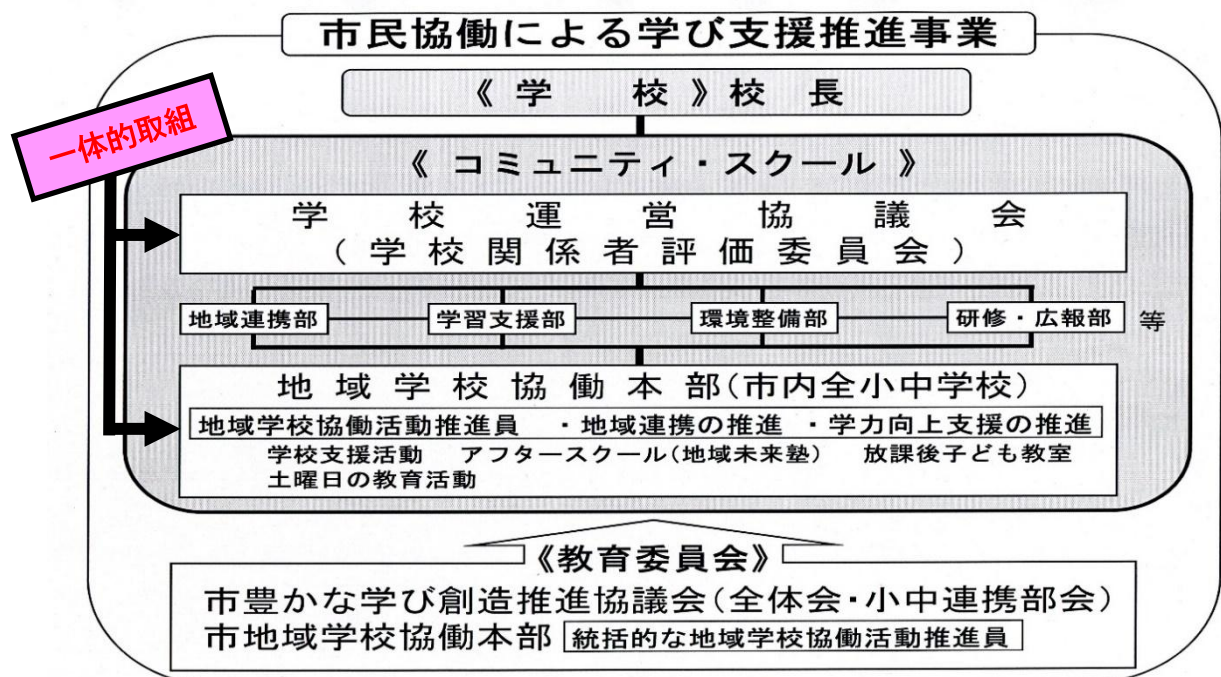 市民協働による学び支援推進事業
《学　校》校長
一体的取組
《コミュニティ・スクール》
学校運営協議会
（学校関係者評価委員会）
地域連携部　学習支援部　環境整備部　研修・広報部　等
地域学校協働本部(市内全小中学校)
地域学校協働活動推進員　・地域連携の推進　・学力向上支援の推進
学校支援活動　アフタースクール(地域未来塾)　放課後子ども教室
土曜日の教育活動
《教育委員会》
市豊かな学び創造推進協議会(全体会・小中連携部会)
市地域学校協働本部　統括的な地域学校協働活動推進員